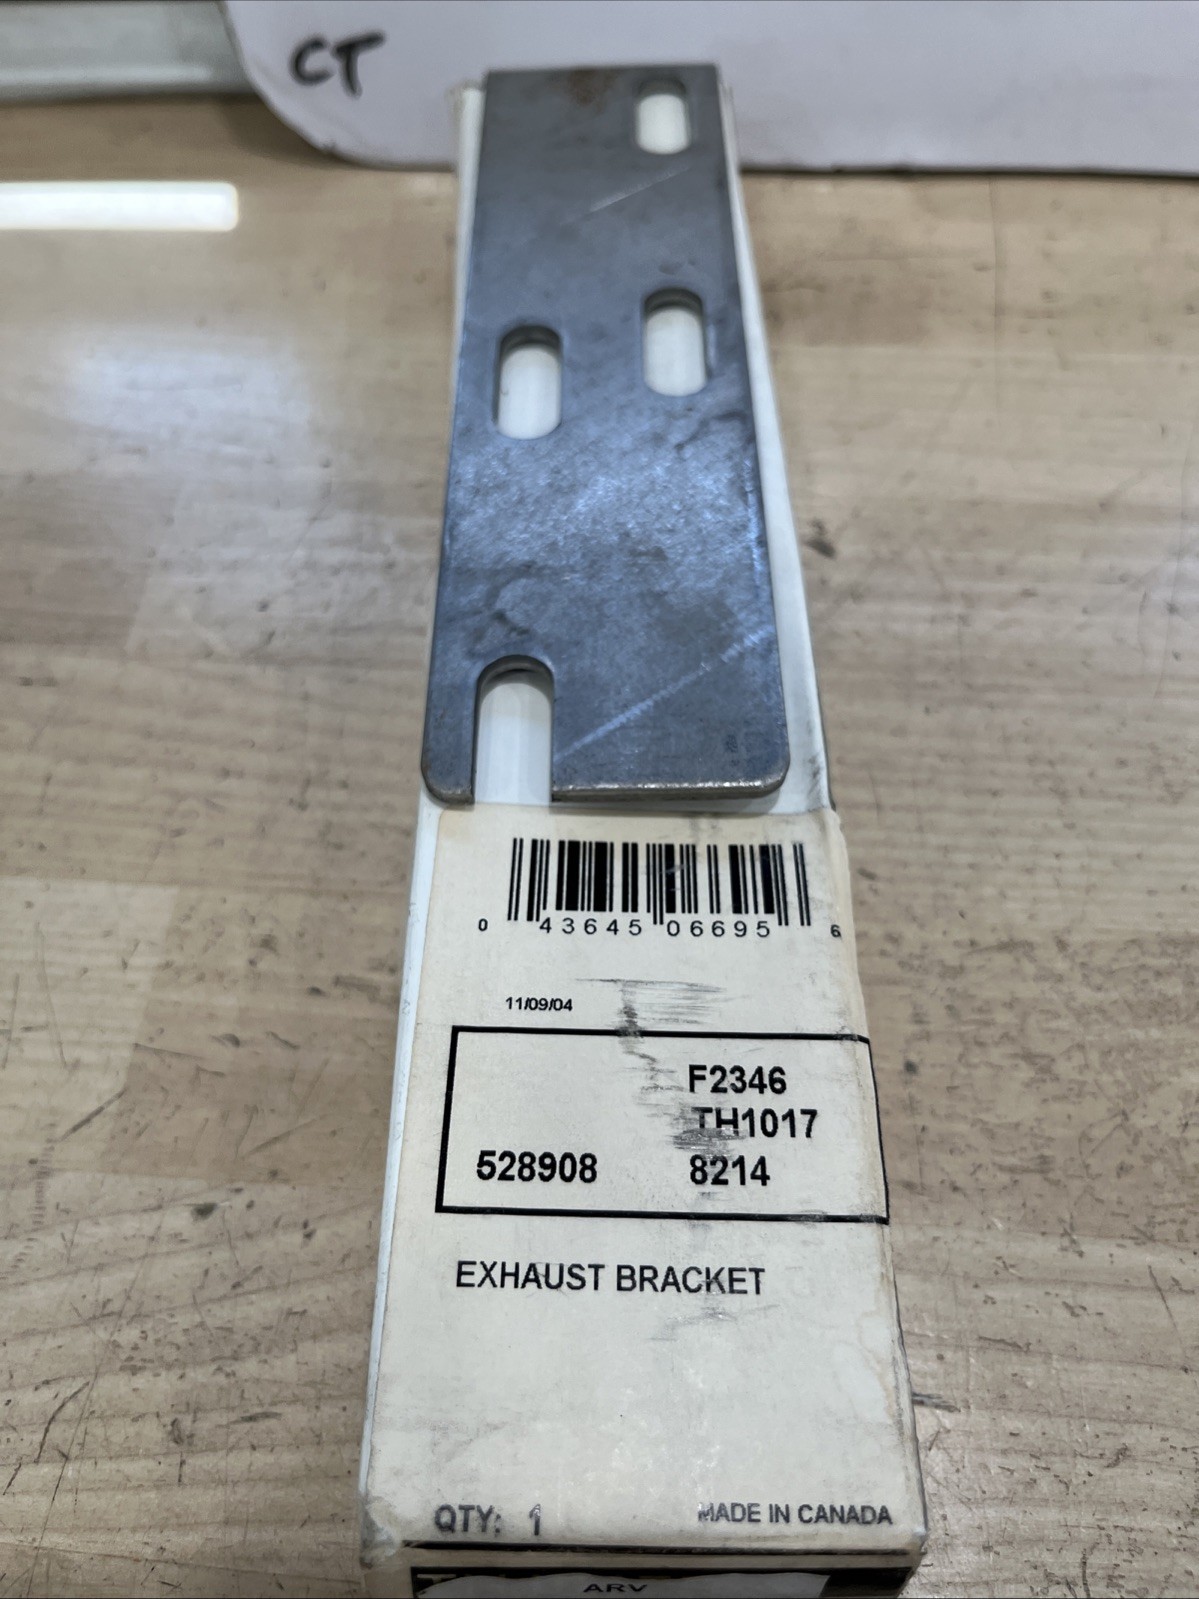 CT
0 43645 06695 6
11/09/04
F2346
TH1017
528908 8214
EXHAUST BRACKET
QTY: 1 MADE IN CANADA
ARV